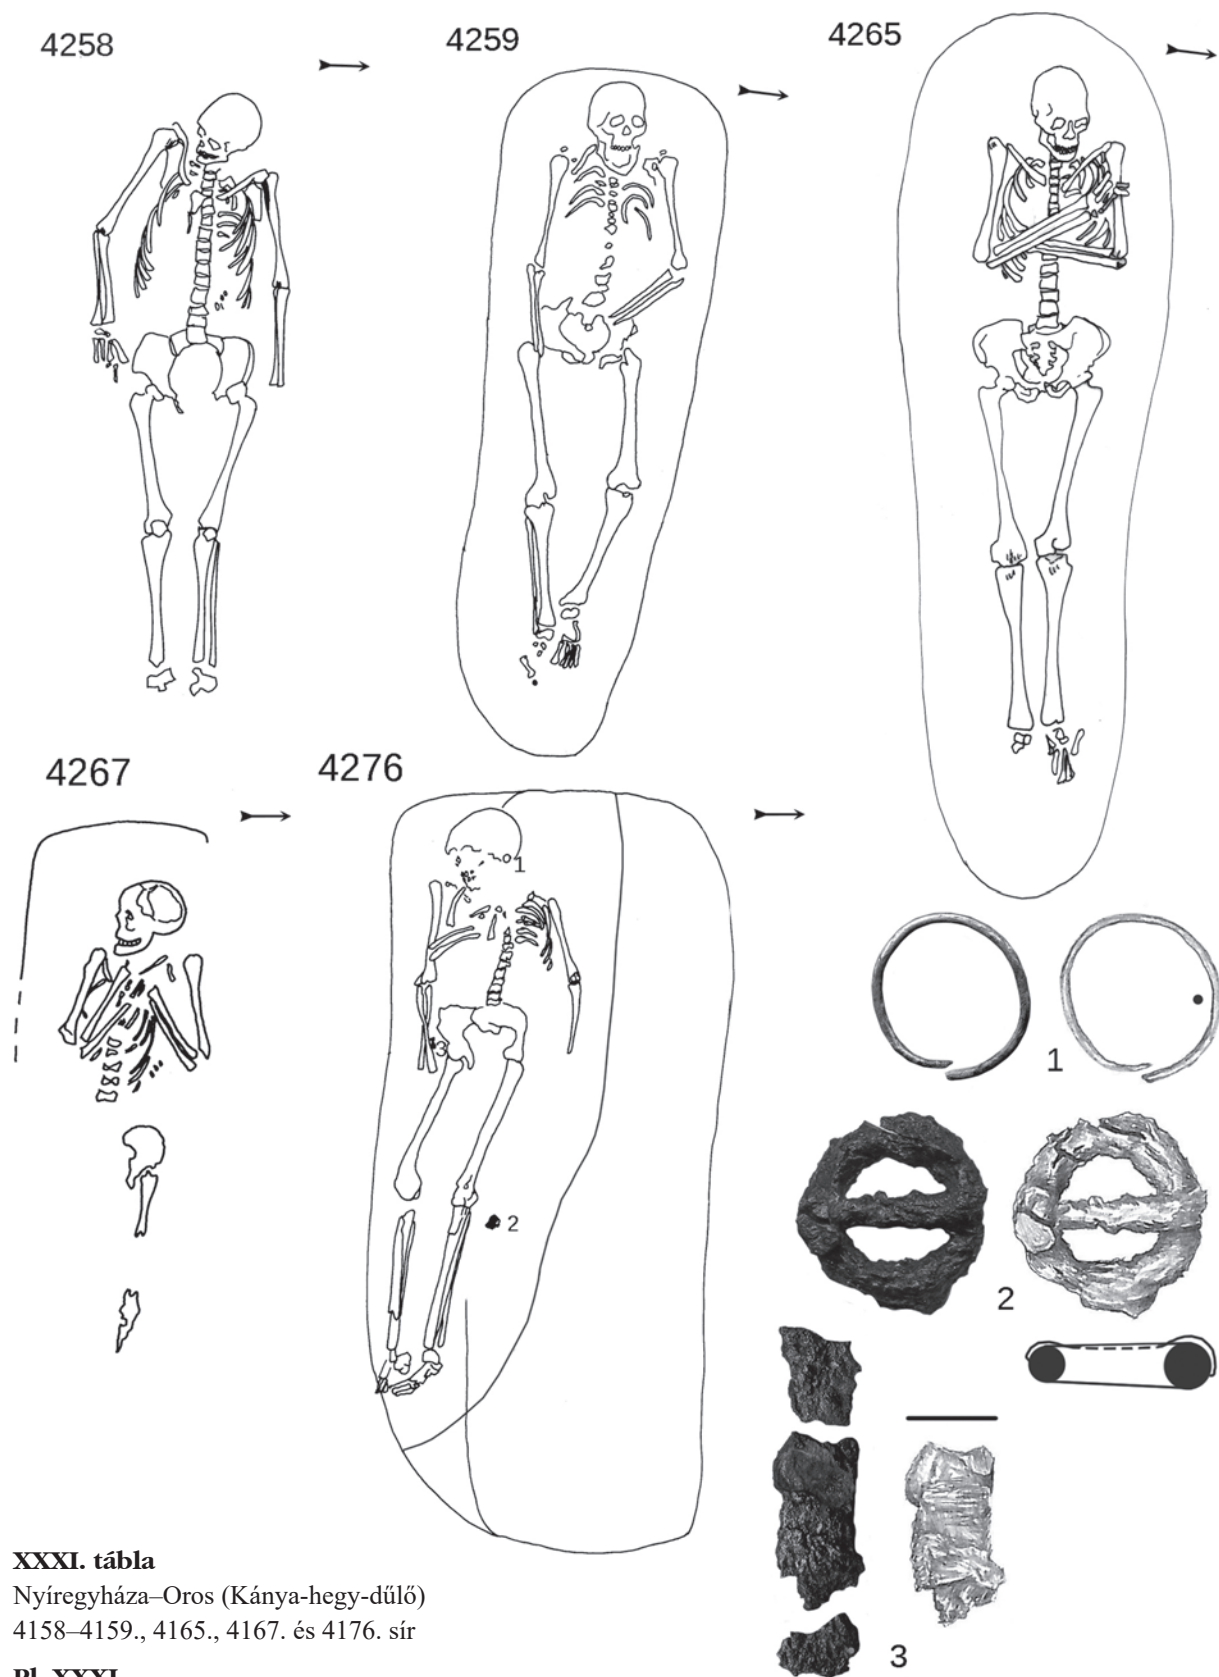 4258
4259
4265
4267
4276
1
2
3
1
2
3
XXXI. tábla
Nyíregyháza–Oros (Kánya-hegy-dűlő)
4158–4159., 4165., 4167. és 4176. sír
Pl. XXXI